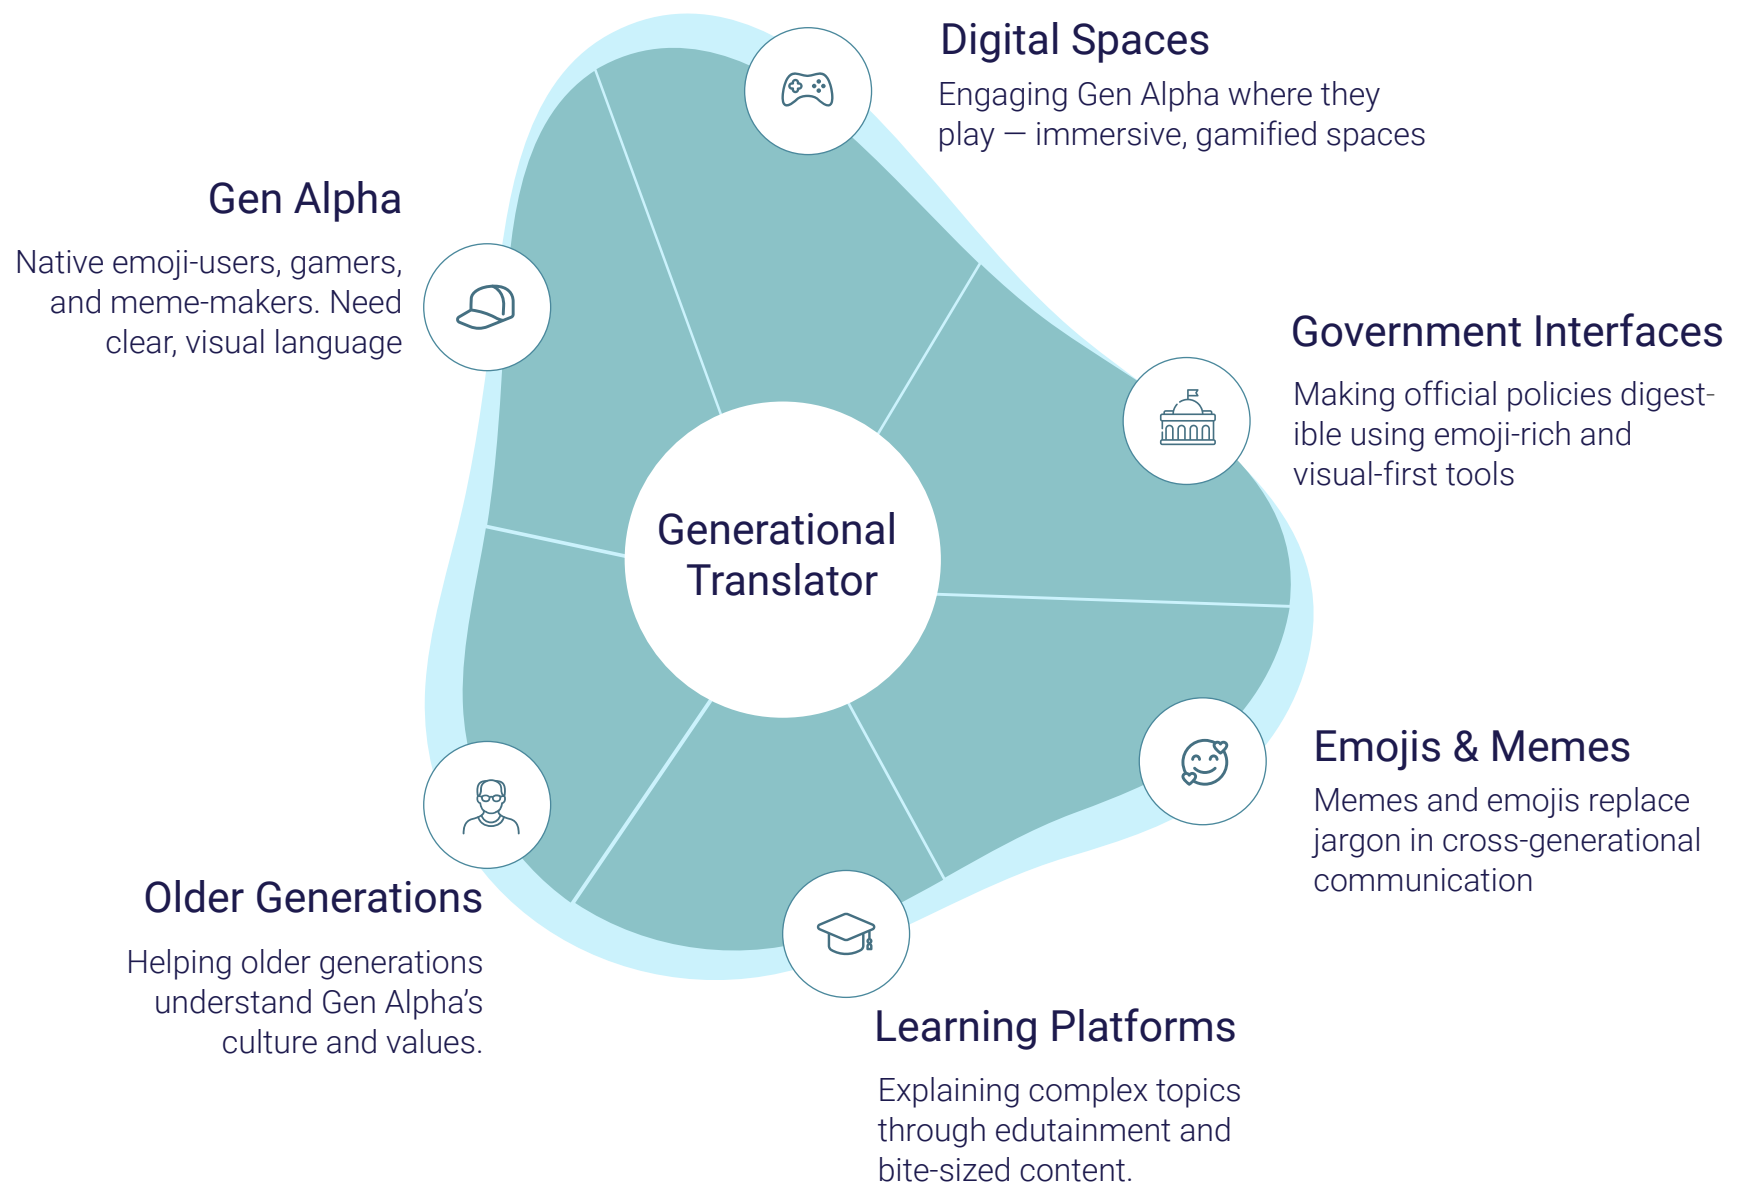 Digital Spaces
Engaging Gen Alpha where they
play — immersive, gamified spaces
Gen Alpha
Native emoji-users, gamers,
and meme-makers. Need
clear, visual language
Government Interfaces
Making official policies digest-
ible using emoji-rich and
visual-first tools
Generational
Translator
Emojis & Memes
Memes and emojis replace
jargon in cross-generational
communication
Older Generations
Helping older generations
understand Gen Alpha’s
culture and values.
Learning Platforms
Explaining complex topics
through edutainment and
bite-sized content.